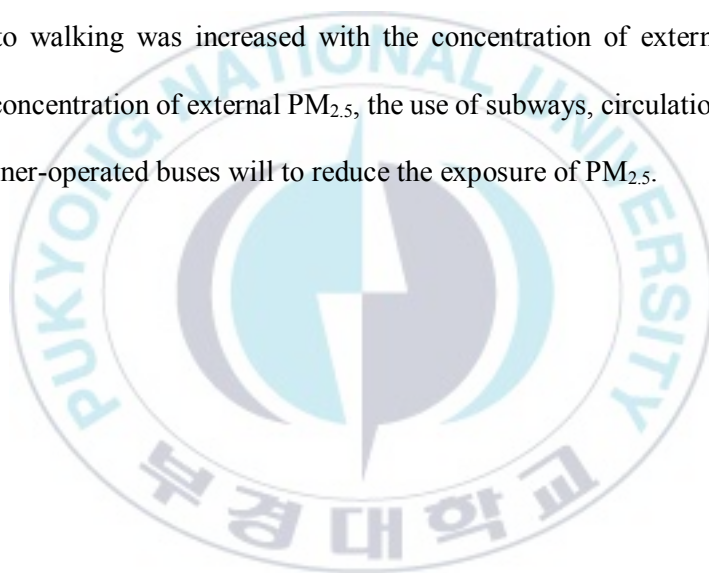 to walking was increased with the concentration of extern
concentration of external PM2.5, the use of subways, circulation
ner-operated buses will to reduce the exposure of PM2.5.
PUKYONG NATIONAL UNIVERSITY
부경대학교